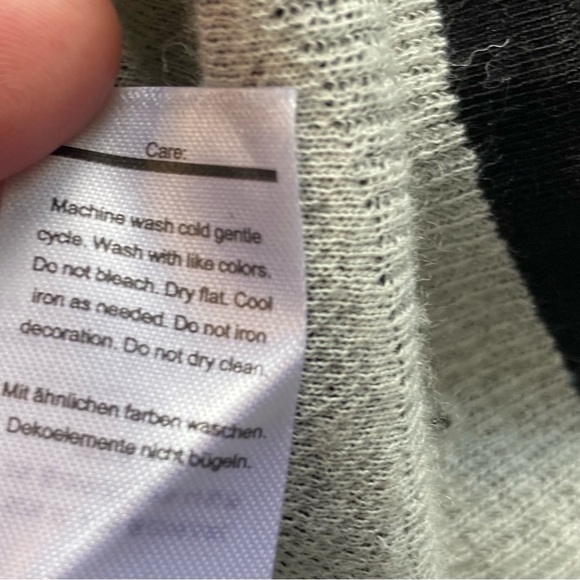 Care:
Machine wash cold gentle
cycle. Wash with like colors.
Do not bleach. Dry flat. Cool
iron as needed. Do not iron
decoration. Do not dry clean.
Mit ähnlichen farben waschen.
Dekoelemente nicht bügeln.